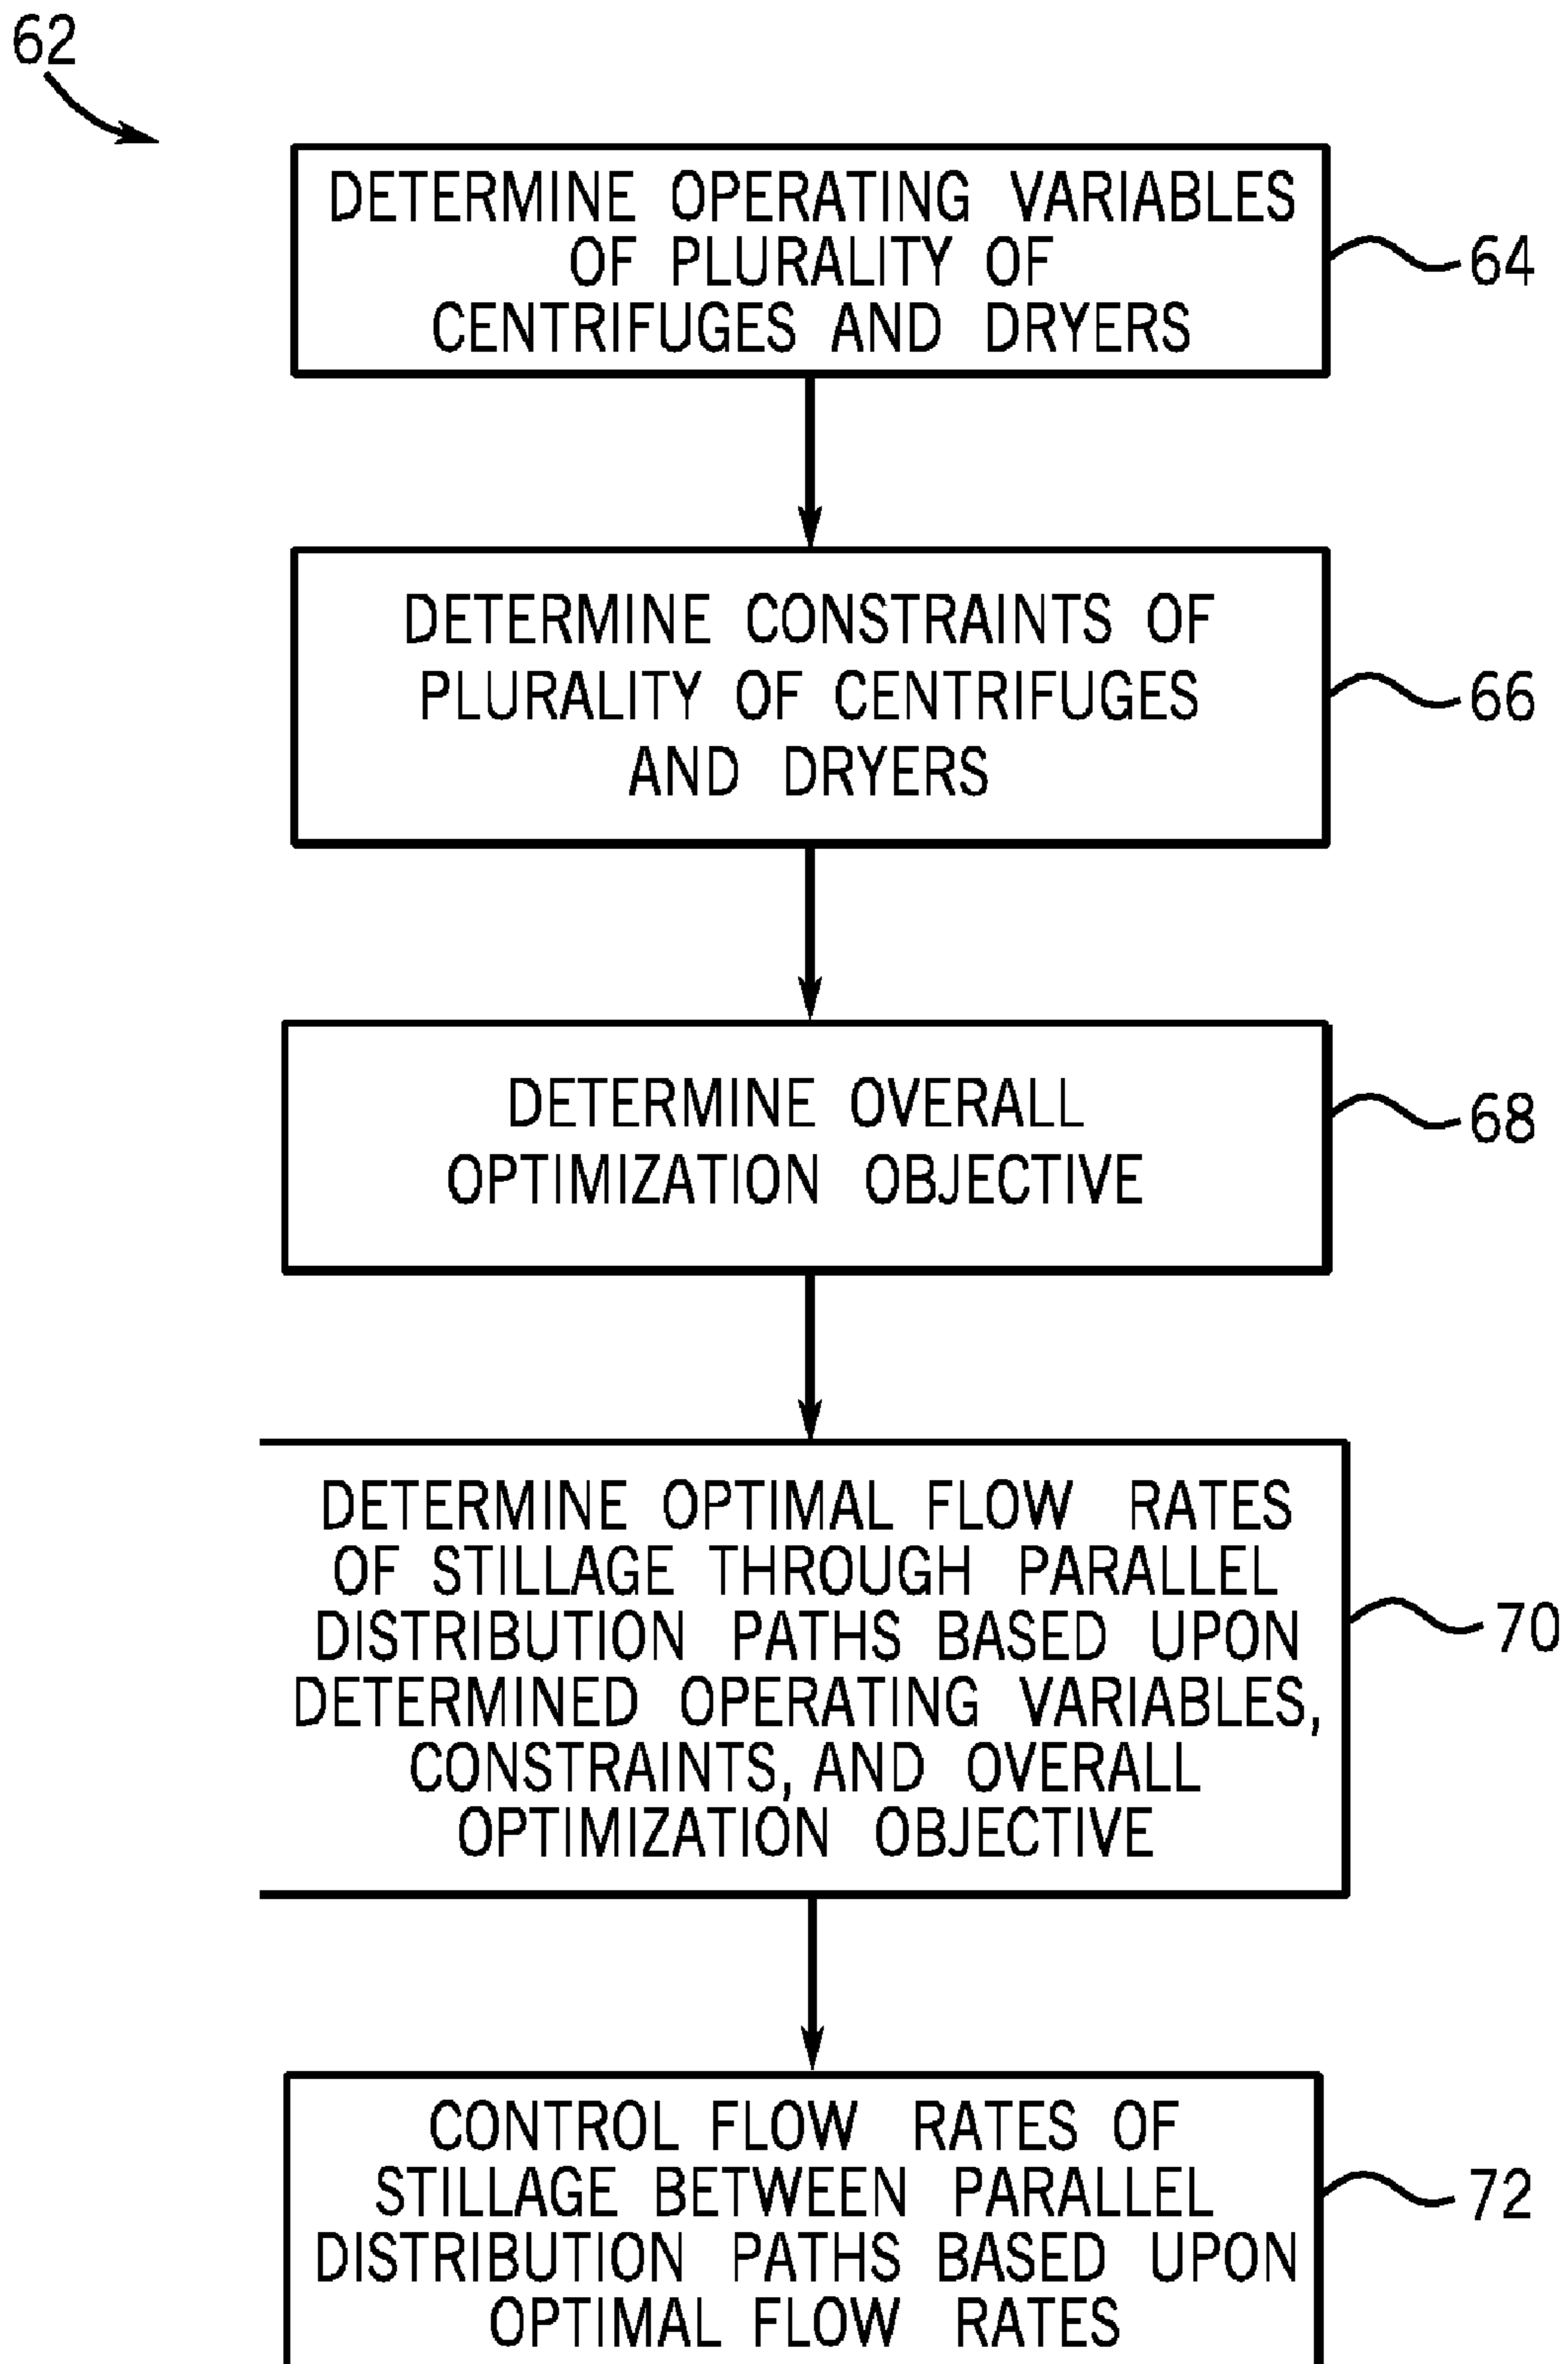 62
DETERMINE OPERATING VARIABLES
OF PLURALITY OF
CENTRIFUGES AND DRYERS
64
DETERMINE CONSTRAINTS OF
PLURALITY OF CENTRIFUGES
AND DRYERS
66
DETERMINE OVERALL
OPTIMIZATION OBJECTIVE
68
DETERMINE OPTIMAL FLOW RATES
OF STILLAGE THROUGH PARALLEL
DISTRIBUTION PATHS BASED UPON
DETERMINED OPERATING VARIABLES,
CONSTRAINTS, AND OVERALL
OPTIMIZATION OBJECTIVE
70
CONTROL FLOW RATES OF
STILLAGE BETWEEN PARALLEL
DISTRIBUTION PATHS BASED UPON
OPTIMAL FLOW RATES
72